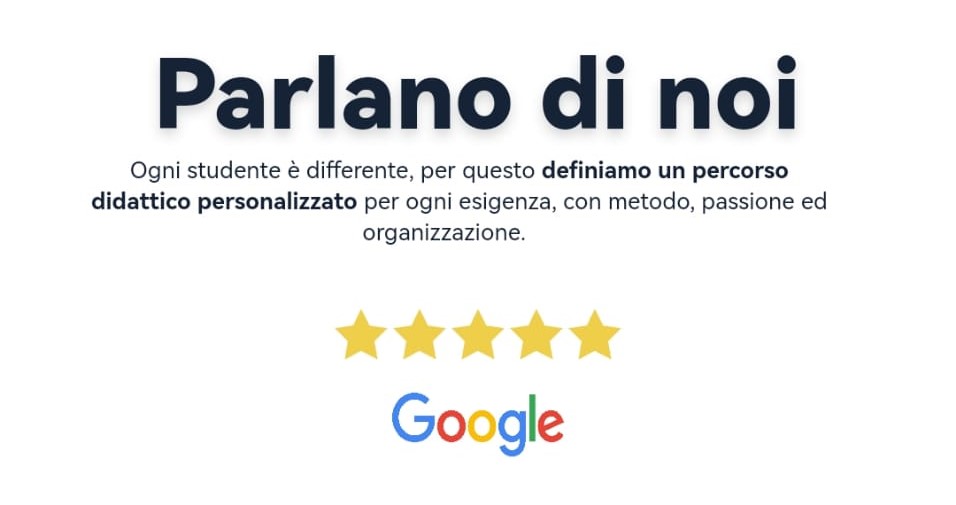 Parlano di noi
Ogni studente è differente, per questo definiamo un percorso
didattico personalizzato per ogni esigenza, con metodo, passione ed
organizzazione.
Google